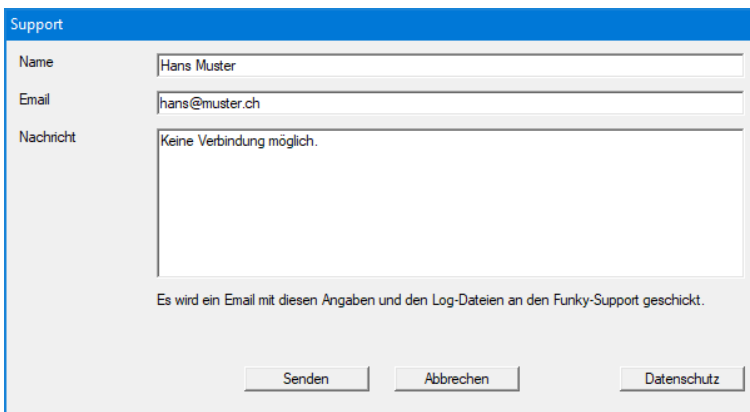 Support
Name
Hans Muster
Email
hans@muster.ch
Nachricht
Keine Verbindung möglich.
Es wird ein Email mit diesen Angaben und den Log-Dateien an den Funky-Support geschickt.
Senden
Abbrechen
Datenschutz